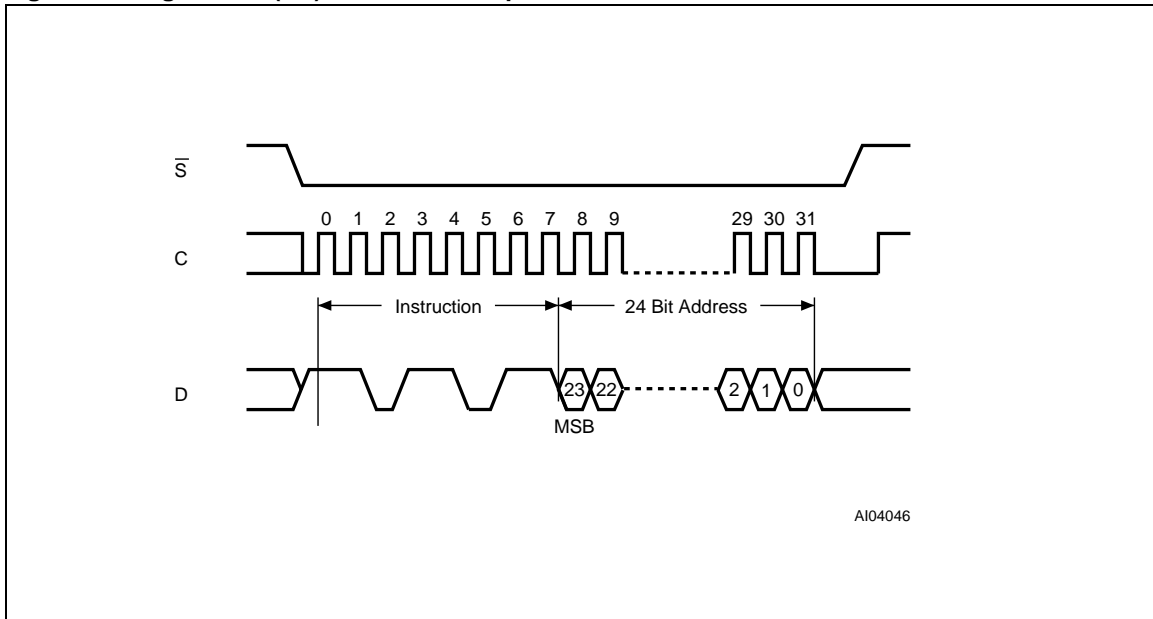 S̅
0 1 2 3 4 5 6 7 8 9 29 30 31
C
Instruction 24 Bit Address
D
23 22 2 1 0
MSB
AI04046